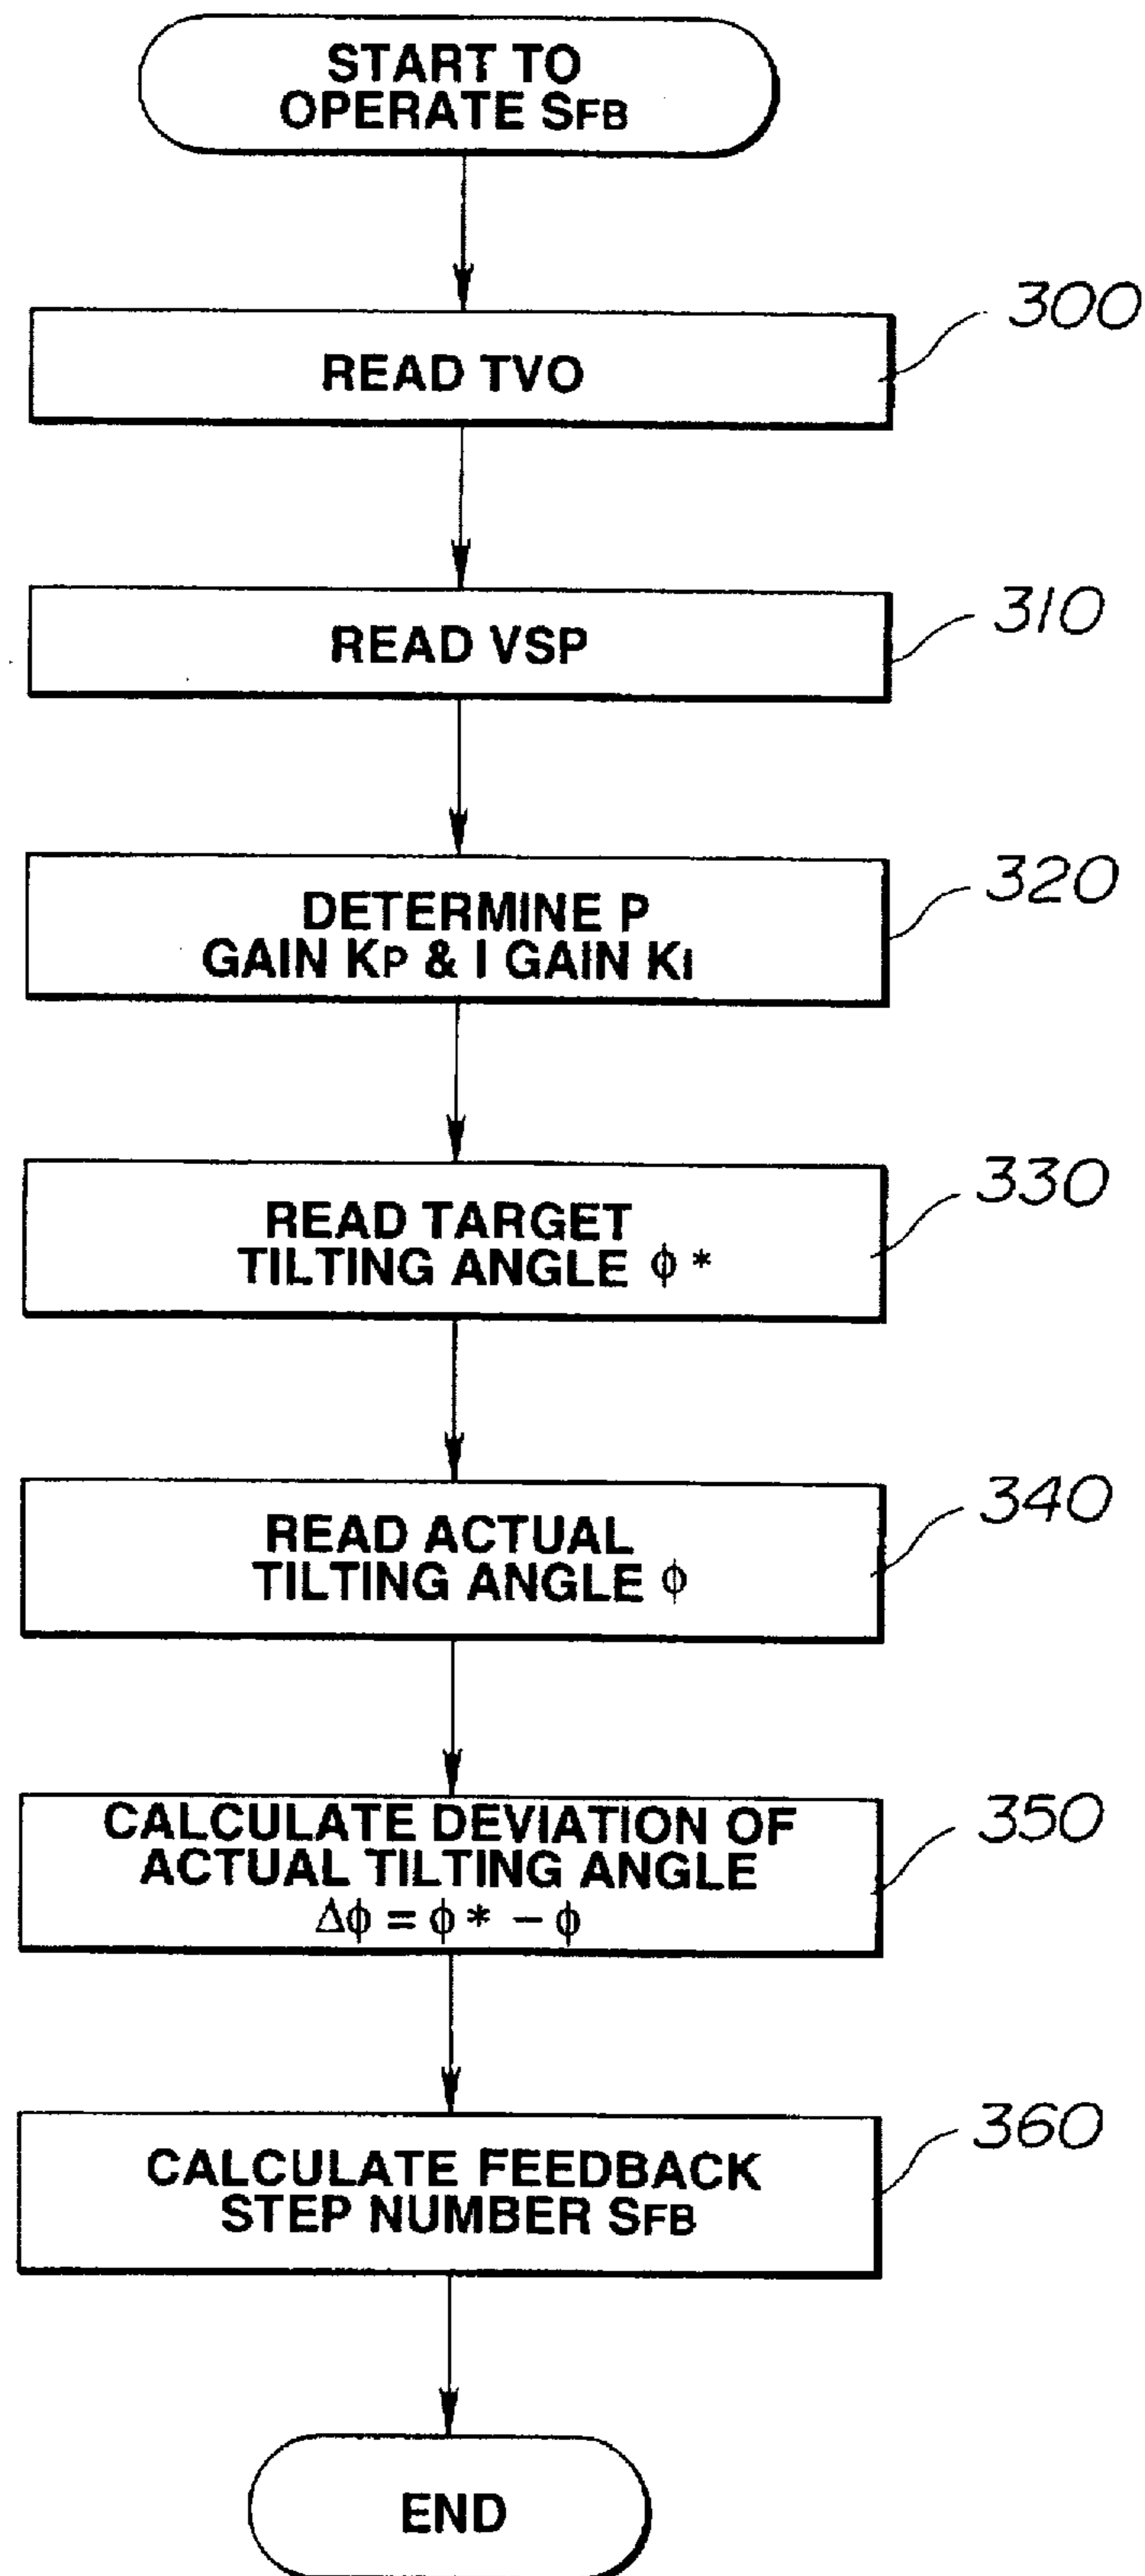 START TO
OPERATE SFB
READ TVO
300
READ VSP
310
DETERMINE P
GAIN KP & I GAIN KI
320
READ TARGET
TILTING ANGLE ϕ *
330
READ ACTUAL
TILTING ANGLE ϕ
340
CALCULATE DEVIATION OF
ACTUAL TILTING ANGLE
Δϕ = ϕ * − ϕ
350
CALCULATE FEEDBACK
STEP NUMBER SFB
360
END